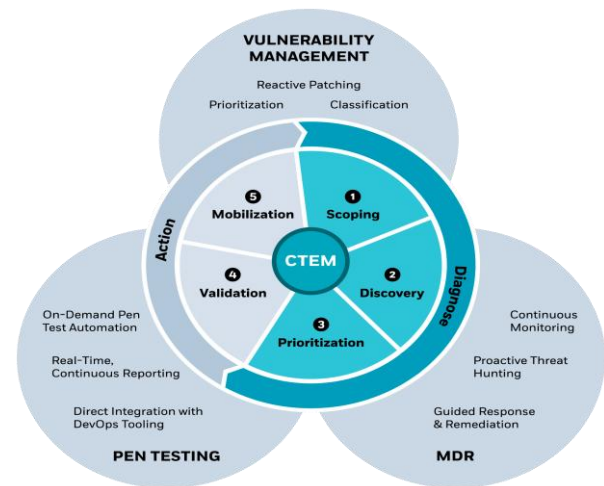 VULNERABILITY
MANAGEMENT
Reactive Patching
Prioritization
Classification
Action
Diagnose
CTEM
1
Scoping
2
Discovery
3
Prioritization
4
Validation
5
Mobilization
On-Demand Pen
Test Automation
Real-Time,
Continuous Reporting
Direct Integration with
DevOps Tooling
PEN TESTING
Continuous
Monitoring
Proactive Threat
Hunting
Guided Response
& Remediation
MDR